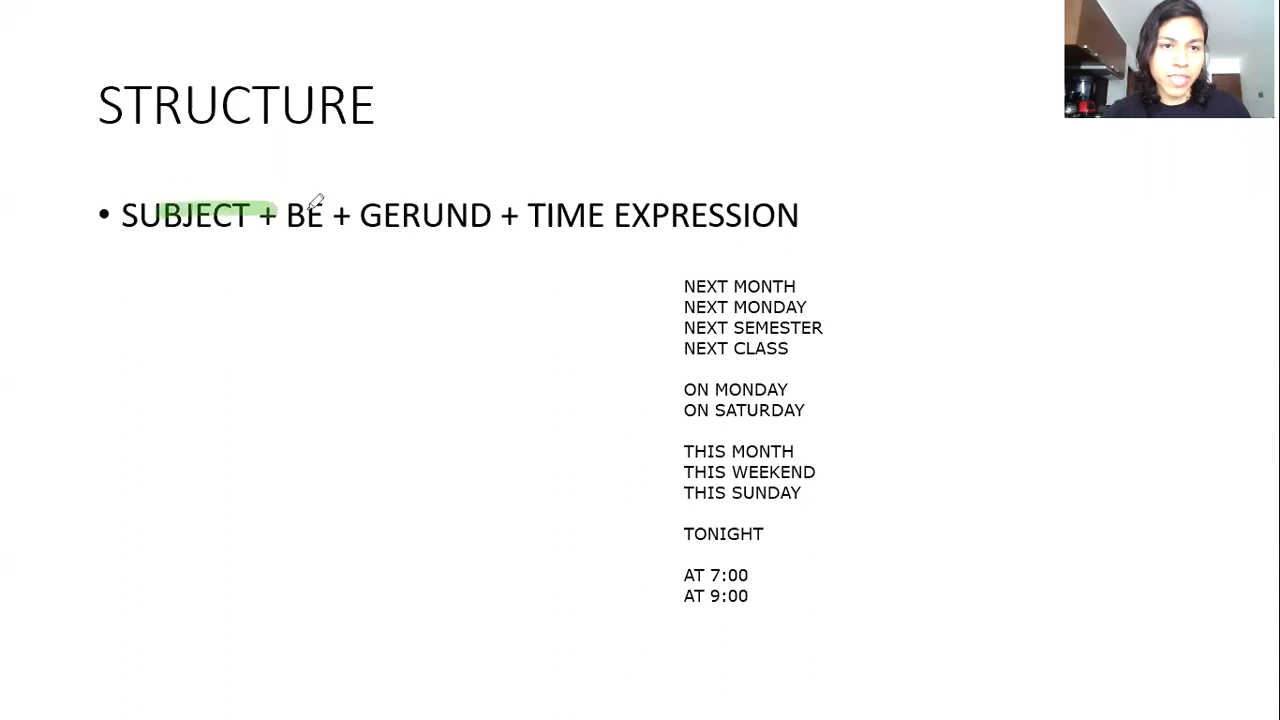 STRUCTURE
• SUBJECT + BE + GERUND + TIME EXPRESSION
NEXT MONTH
NEXT MONDAY
NEXT SEMESTER
NEXT CLASS
ON MONDAY
ON SATURDAY
THIS MONTH
THIS WEEKEND
THIS SUNDAY
TONIGHT
AT 7:00
AT 9:00